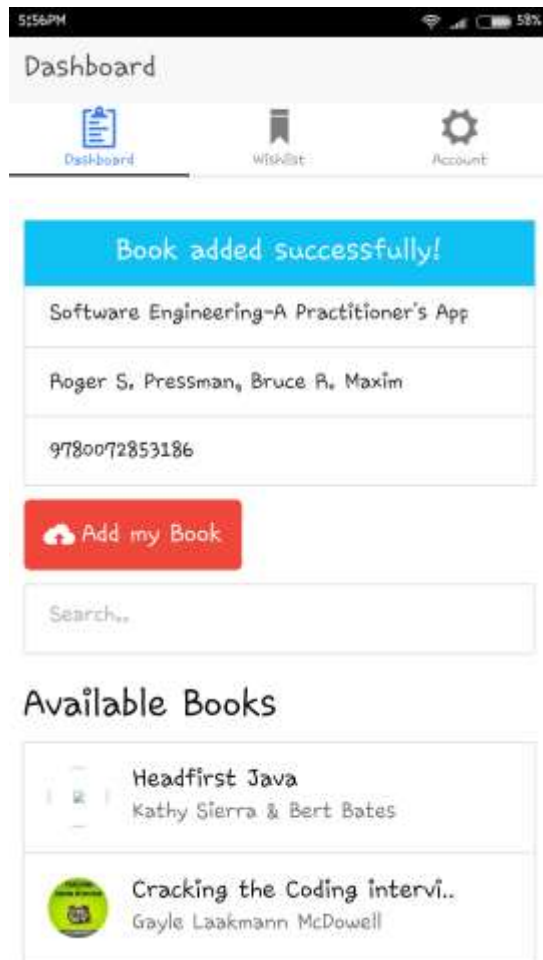 5:56PM 58%
Dashboard
Dashboard Wishlist Account
Book added successfully!
Software Engineering-A Practitioner's App
Roger S. Pressman, Bruce R. Maxim
9780072853186
Add my Book
Search..
Available Books
Headfirst Java
Kathy Sierra & Bert Bates
Cracking the Coding intervi..
Gayle Laakmann McDowell